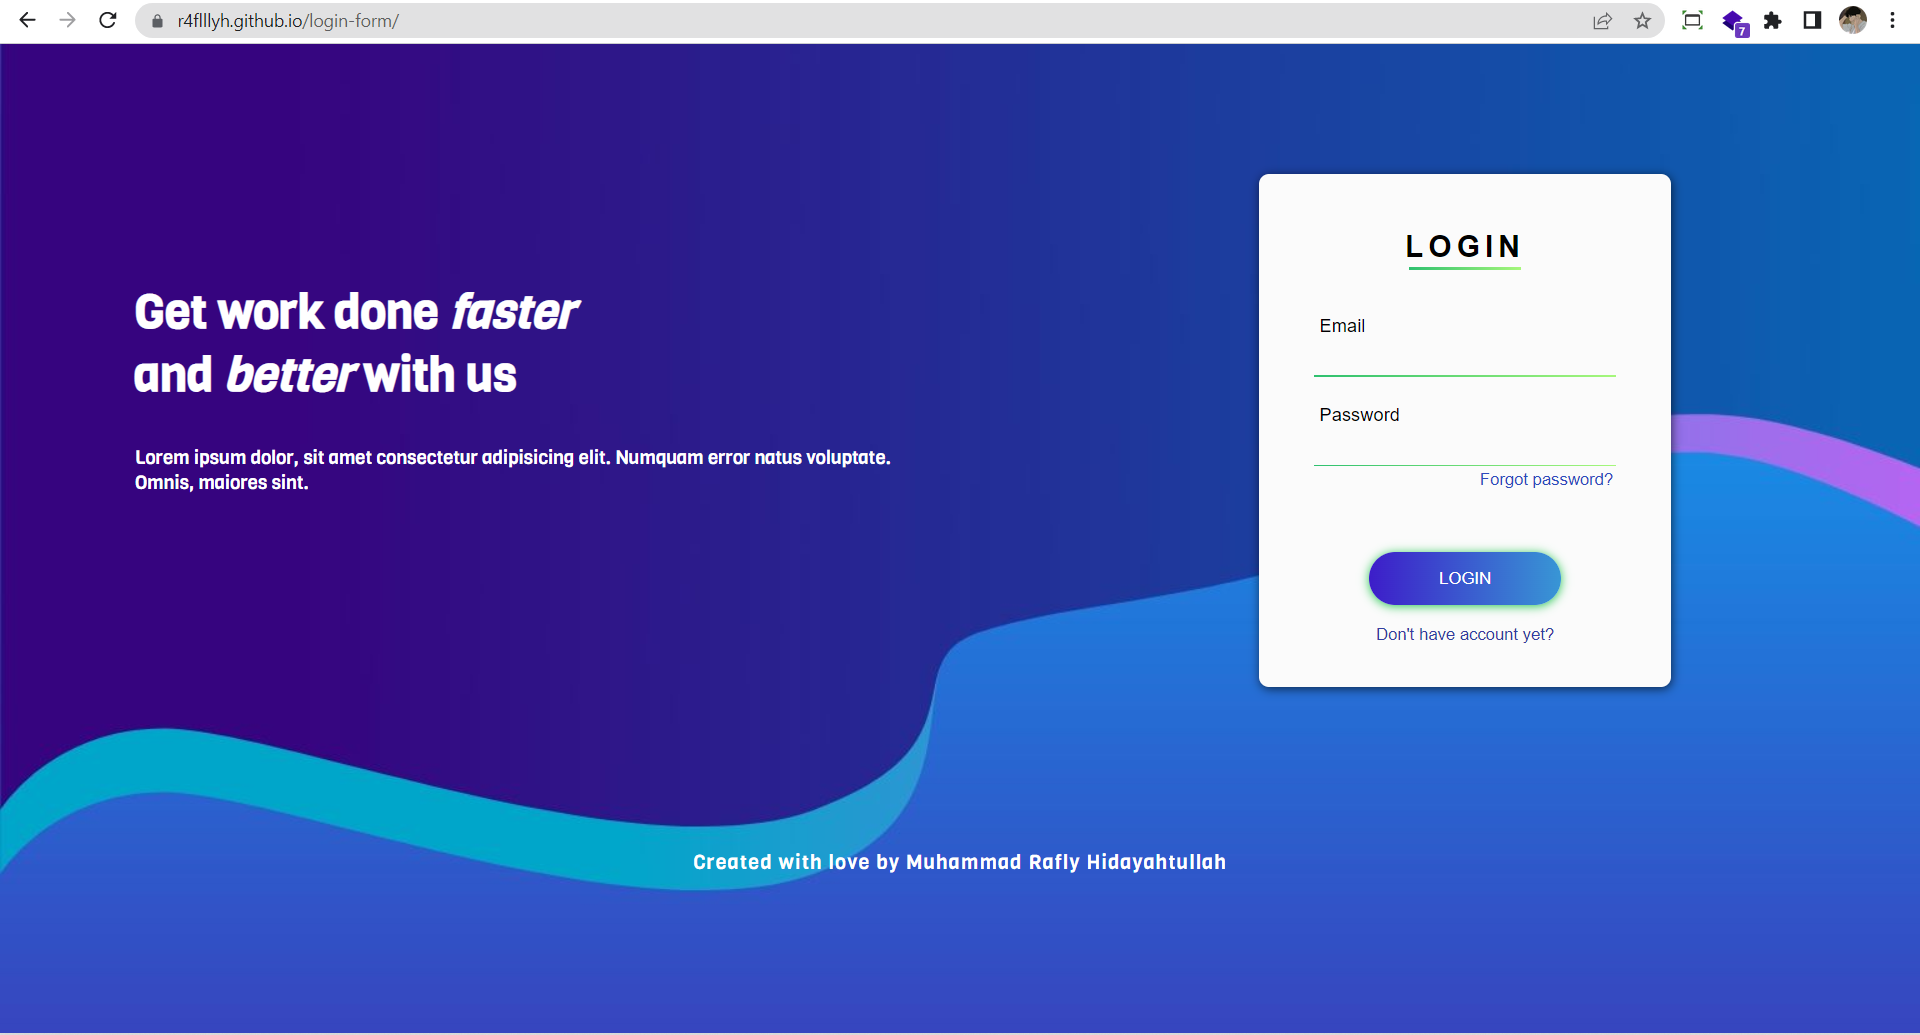 r4flllyh.github.io/login-form/
7
LOGIN
Get work done faster
and better with us
Email
Password
Lorem ipsum dolor, sit amet consectetur adipisicing elit. Numquam error natus voluptate.
Omnis, maiores sint.
Forgot password?
LOGIN
Don't have account yet?
Created with love by Muhammad Rafly Hidayahtullah